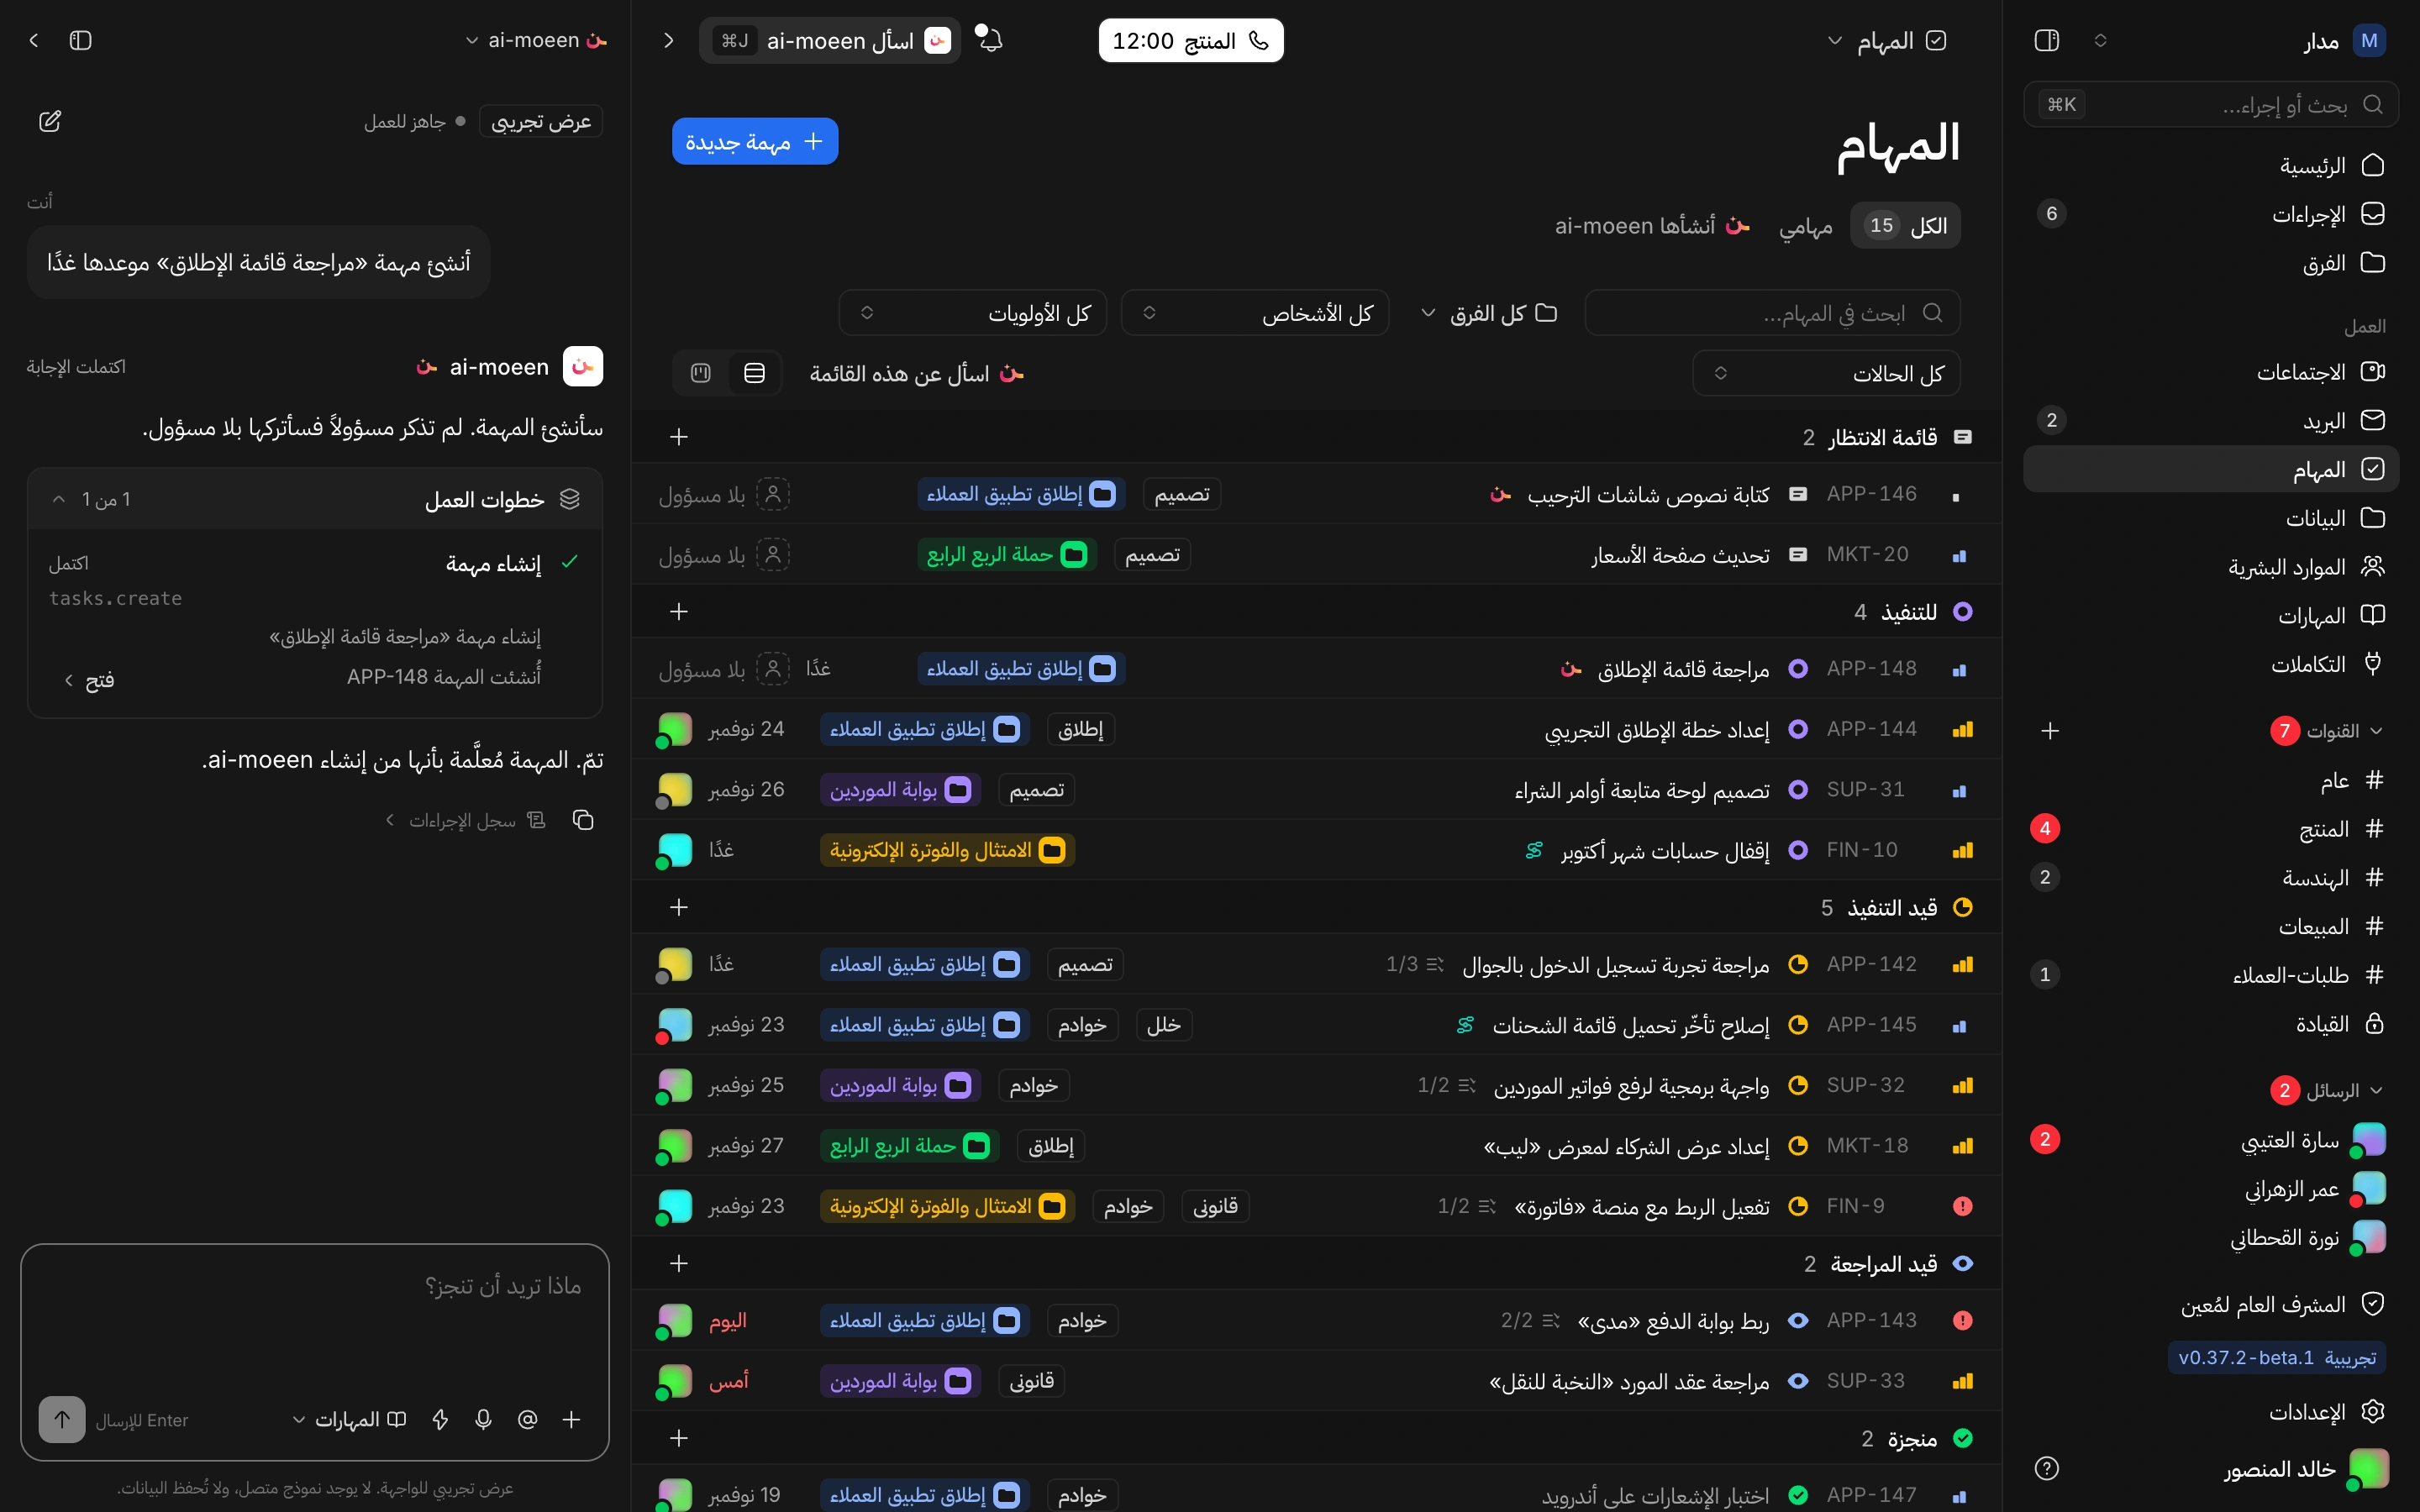 M مدار
بحث أو إجراء... ⌘K
الرئيسية
الإجراءات 6
الفرق
العمل
الاجتماعات
البريد 2
المهام
البيانات
الموارد البشرية
المهارات
التكاملات
القنوات 7
# عام
# المنتج 4
# الهندسة 2
# المبيعات
# طلبات-العملاء 1
القيادة
الرسائل 2
سارة العتيبي 2
عمر الزهراني
نورة القحطاني
المشرف العام لمُعين
تجريبية v0.37.2-beta.1
الإعدادات
خالد المنصور
المهام
المنتج 12:00
اسأل ai-moeen ⌘J
المهام
مهمة جديدة
الكل 15 مهامي أنشأها ai-moeen
ابحث في المهام... كل الفرق كل الأشخاص كل الأولويات
كل الحالات اسأل عن هذه القائمة
قائمة الانتظار 2
APP-146 كتابة نصوص شاشات الترحيب تصميم إطلاق تطبيق العملاء بلا مسؤول
MKT-20 تحديث صفحة الأسعار تصميم حملة الربع الرابع بلا مسؤول
للتنفيذ 4
APP-148 مراجعة قائمة الإطلاق إطلاق تطبيق العملاء غدًا بلا مسؤول
APP-144 إعداد خطة الإطلاق التجريبي إطلاق إطلاق تطبيق العملاء 24 نوفمبر
SUP-31 تصميم لوحة متابعة أوامر الشراء تصميم بوابة الموردين 26 نوفمبر
FIN-10 إقفال حسابات شهر أكتوبر الامتثال والفوترة الإلكترونية غدًا
قيد التنفيذ 5
APP-142 مراجعة تجربة تسجيل الدخول بالجوال 1/3 تصميم إطلاق تطبيق العملاء غدًا
APP-145 إصلاح تأخّر تحميل قائمة الشحنات خلل خوادم إطلاق تطبيق العملاء 23 نوفمبر
SUP-32 واجهة برمجية لرفع فواتير الموردين 1/2 خوادم بوابة الموردين 25 نوفمبر
MKT-18 إعداد عرض الشركاء لمعرض «ليب» إطلاق حملة الربع الرابع 27 نوفمبر
FIN-9 تفعيل الربط مع منصة «فاتورة» 1/2 قانوني خوادم الامتثال والفوترة الإلكترونية 23 نوفمبر
قيد المراجعة 2
APP-143 ربط بوابة الدفع «مدى» 2/2 خوادم إطلاق تطبيق العملاء اليوم
SUP-33 مراجعة عقد المورد «النخبة للنقل» قانوني بوابة الموردين أمس
منجزة 2
APP-147 اختبار الإشعارات على أندرويد خوادم إطلاق تطبيق العملاء 19 نوفمبر
ai-moeen
عرض تجريبي جاهز للعمل
أنت
أنشئ مهمة «مراجعة قائمة الإطلاق» موعدها غدًا
ai-moeen اكتملت الإجابة
سأنشئ المهمة. لم تذكر مسؤولاً فسأتركها بلا مسؤول.
خطوات العمل 1 من 1
إنشاء مهمة اكتمل
tasks.create
إنشاء مهمة «مراجعة قائمة الإطلاق»
أُنشئت المهمة APP-148 فتح
تمّ. المهمة مُعلَّمة بأنها من إنشاء ai-moeen.
سجل الإجراءات
ماذا تريد أن تنجز؟
المهارات Enter للإرسال
عرض تجريبي للواجهة. لا يوجد نموذج متصل، ولا تُحفظ البيانات.